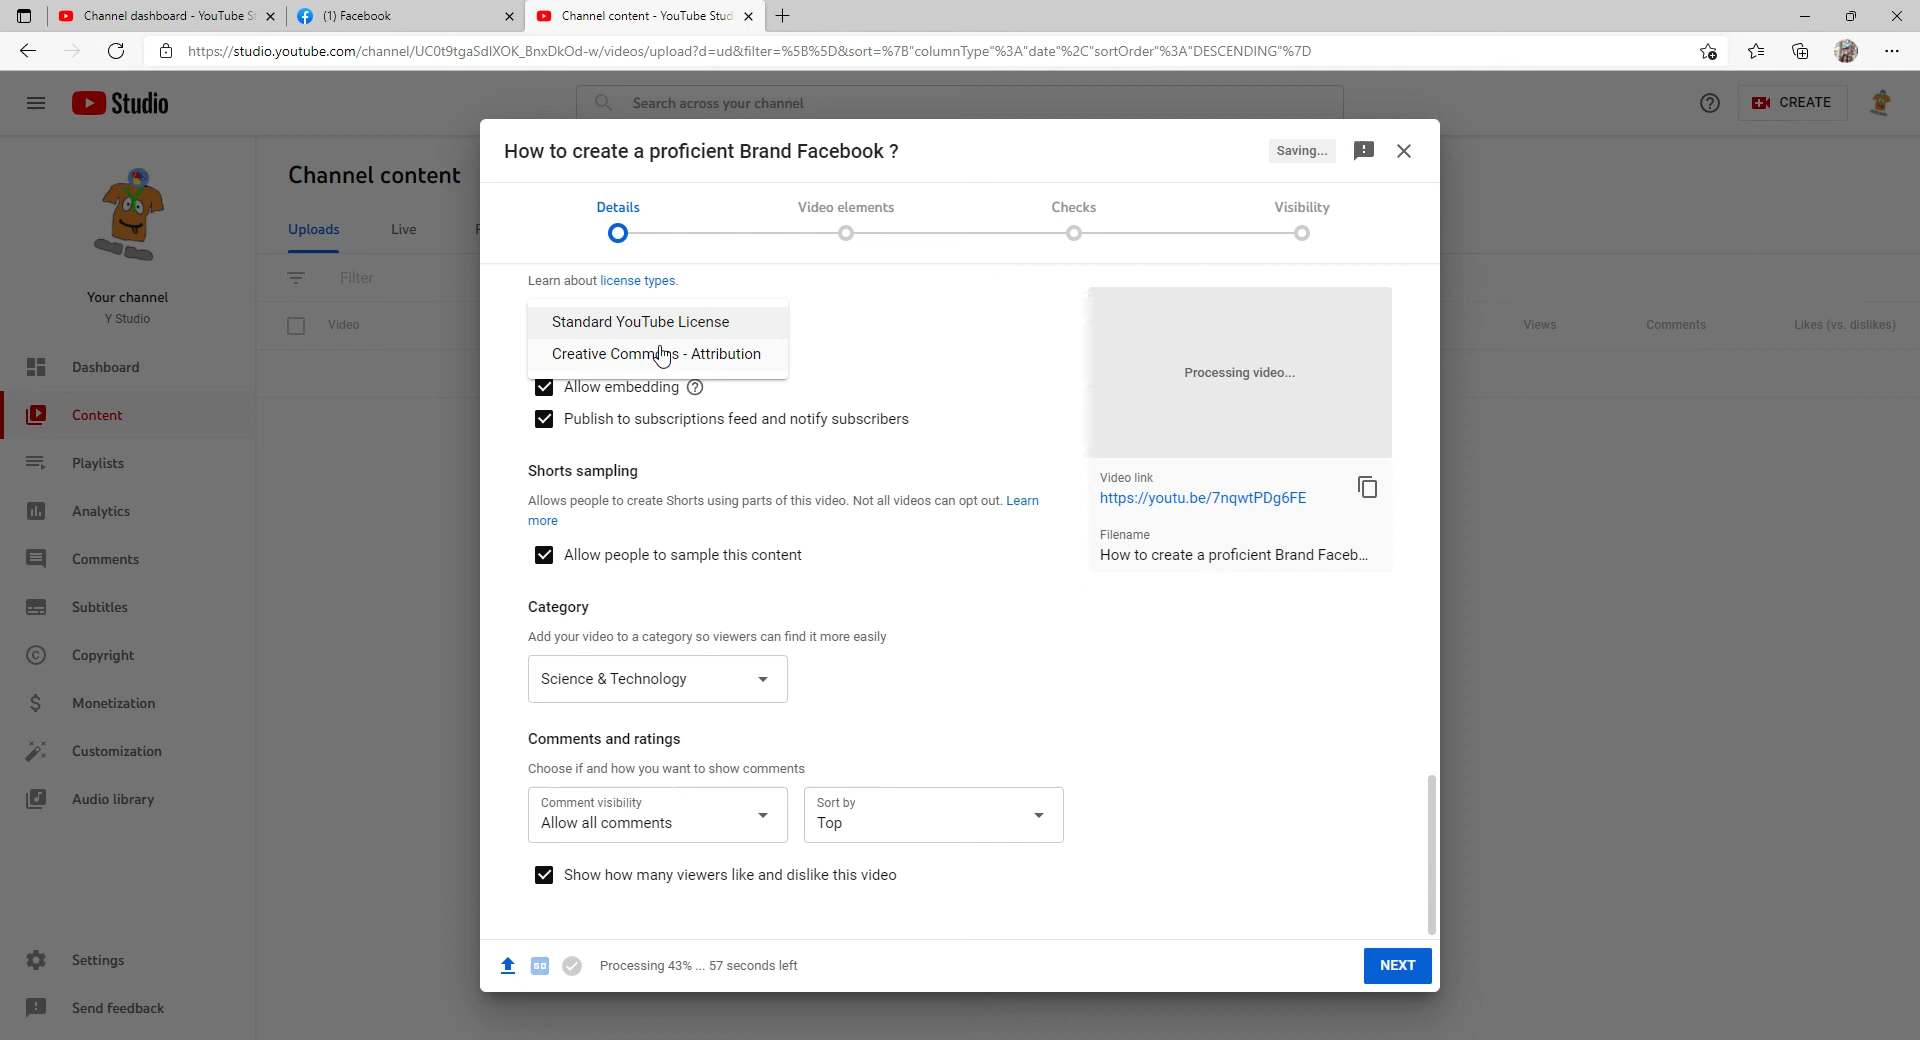 Channel dashboard - YouTube St
(1) Facebook
Channel content - YouTube Stud
https://studio.youtube.com/channel/UC0t9tgaSdIXOK_BnxDkOd-w/videos/upload?d=ud&filter=%5B%5D&sort=%7B"columnType"%3A"date"%2C"sortOrder"%3A"DESCENDING"%7D
Studio
Search across your channel
CREATE
How to create a proficient Brand Facebook ?
Saving...
Channel content
Details
Video elements
Checks
Visibility
Uploads
Live
Learn about license types.
Filter
Your channel
Y Studio
Video
Views
Comments
Likes (vs. dislikes)
Standard YouTube License
Creative Commons - Attribution
Allow embedding
Publish to subscriptions feed and notify subscribers
Processing video...
Dashboard
Content
Playlists
Analytics
Comments
Subtitles
Copyright
Monetization
Customization
Audio library
Settings
Send feedback
Shorts sampling
Allows people to create Shorts using parts of this video. Not all videos can opt out. Learn
more
Allow people to sample this content
Video link
https://youtu.be/7nqwtPDg6FE
Filename
How to create a proficient Brand Faceb...
Category
Add your video to a category so viewers can find it more easily
Science & Technology
Comments and ratings
Choose if and how you want to show comments
Comment visibility
Allow all comments
Sort by
Top
Show how many viewers like and dislike this video
Processing 43% ... 57 seconds left
NEXT